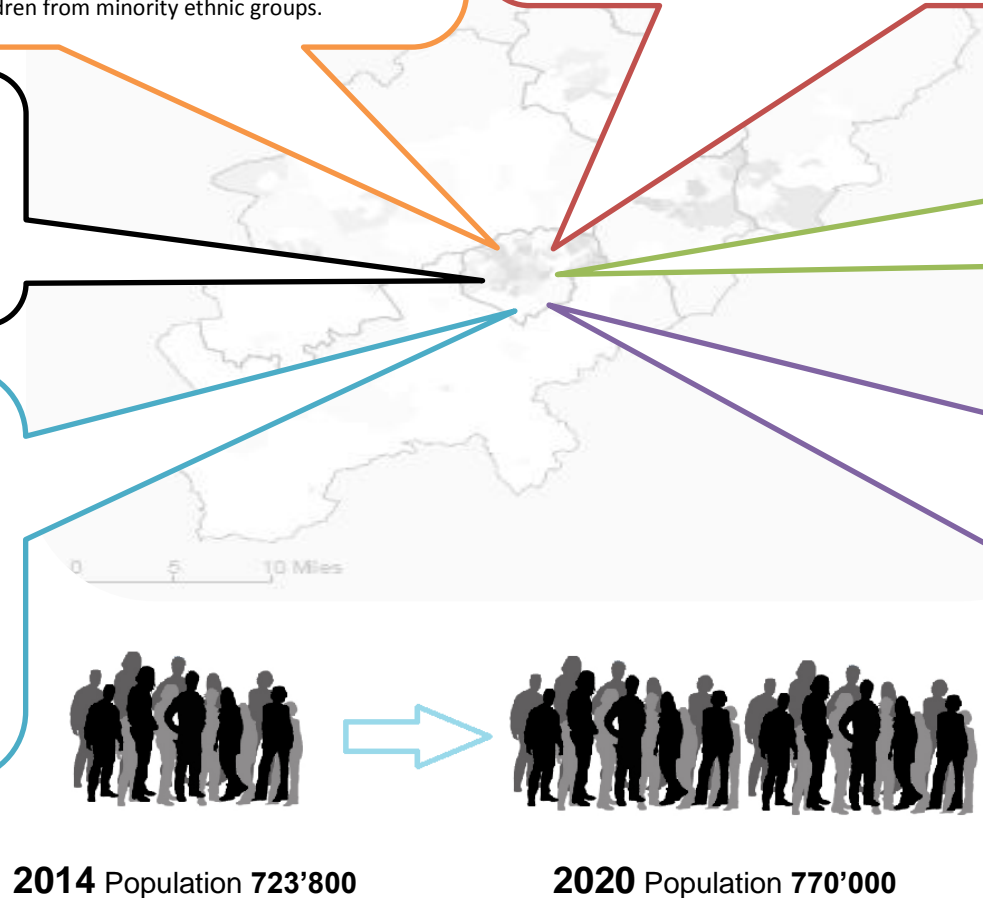 dren from minority ethnic groups.
0 5 10 Miles
2014 Population 723’800
2020 Population 770’000